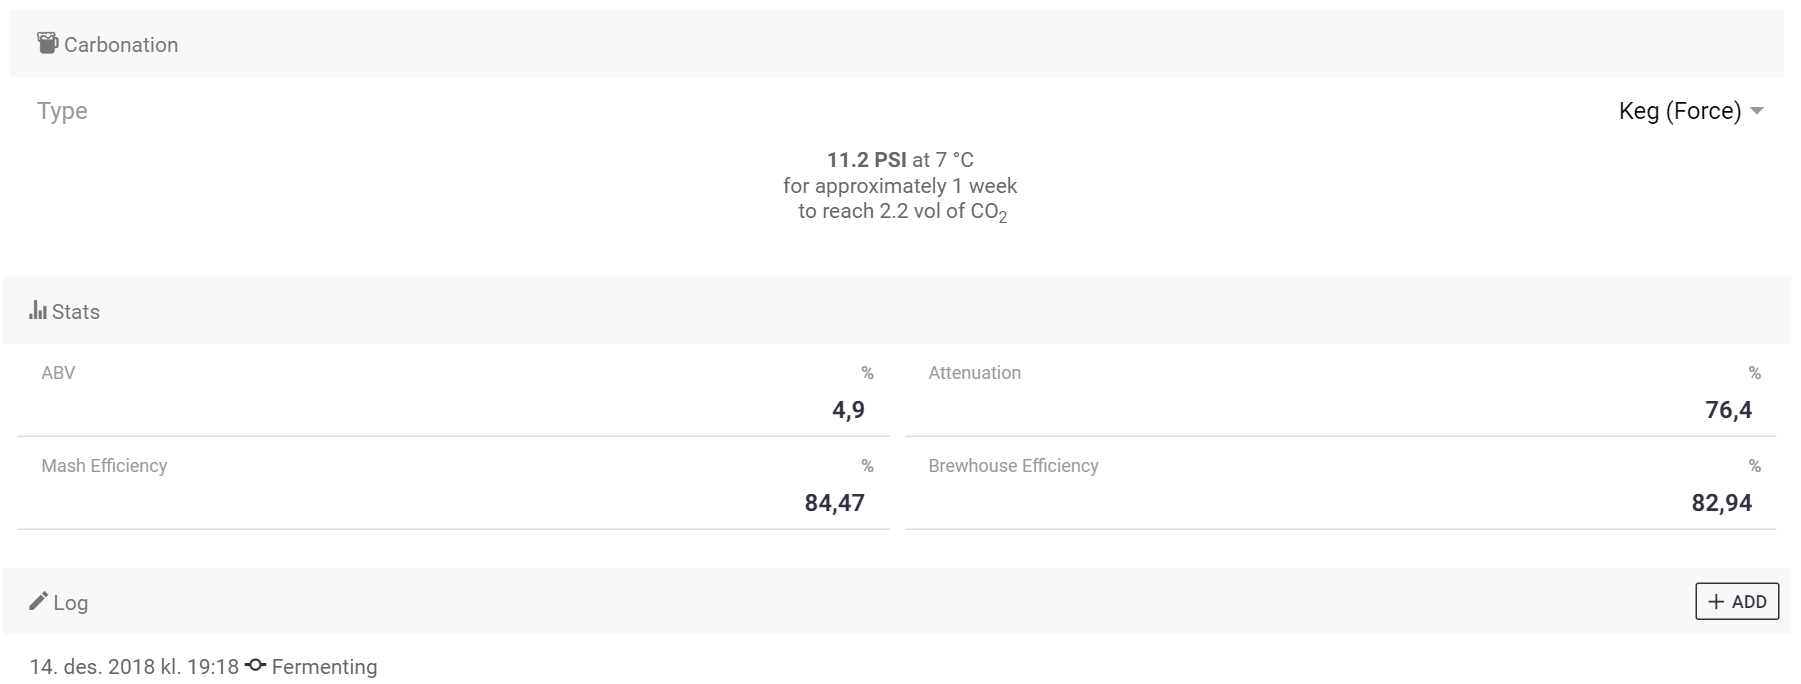 Carbonation
Type
Keg (Force)
11.2 PSI at 7 °C
for approximately 1 week
to reach 2.2 vol of CO2
Stats
ABV %
4,9
Attenuation %
76,4
Mash Efficiency %
84,47
Brewhouse Efficiency %
82,94
Log
+ ADD
14. des. 2018 kl. 19:18 Fermenting